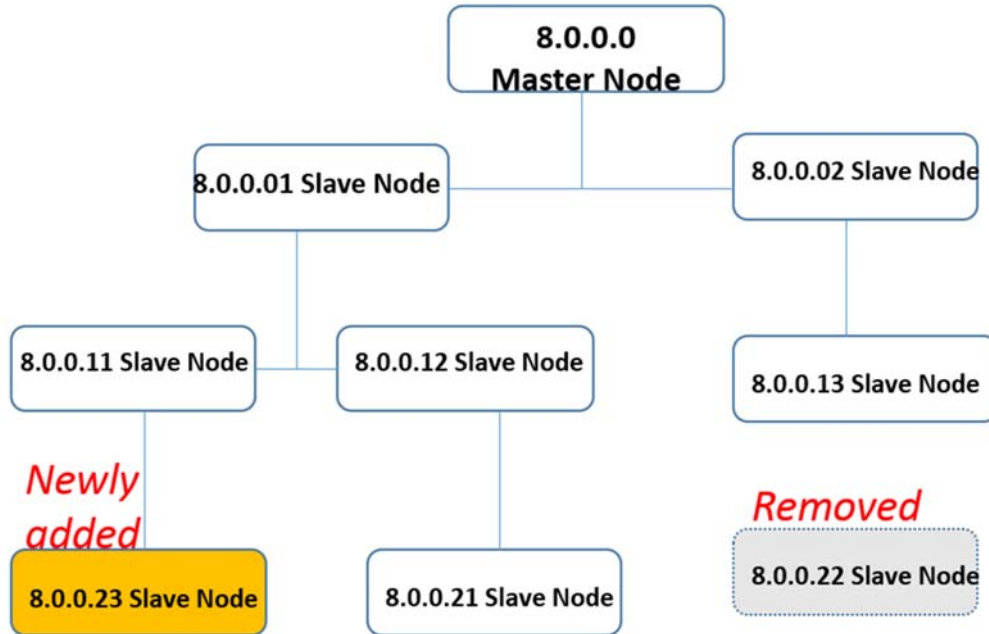 8.0.0.0
Master Node
8.0.0.01 Slave Node
8.0.0.02 Slave Node
8.0.0.11 Slave Node
8.0.0.12 Slave Node
8.0.0.13 Slave Node
Newly
added
Removed
8.0.0.23 Slave Node
8.0.0.21 Slave Node
8.0.0.22 Slave Node